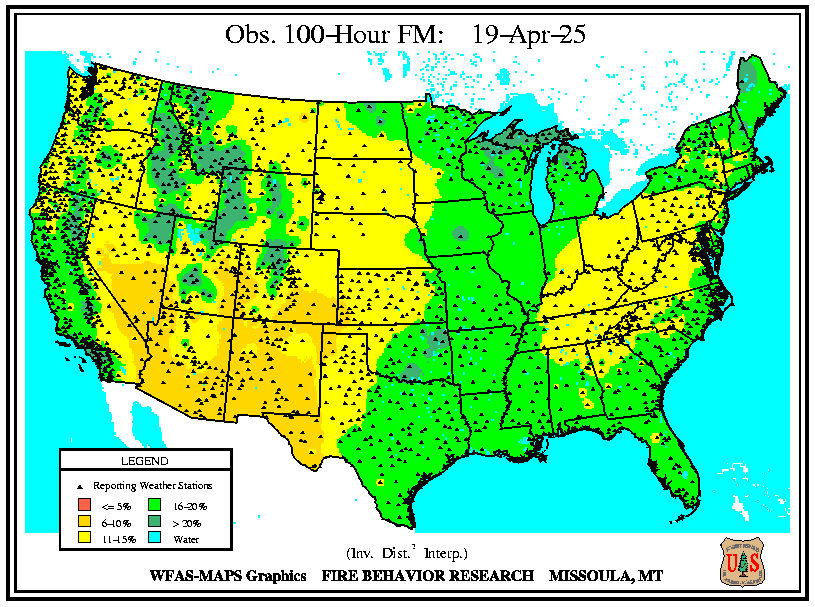 Obs. 100-Hour FM: 19-Apr-25
LEGEND
Reporting Weather Stations
<= 5% 16-20%
6-10% > 20%
11-15% Water
(Inv. Dist.² Interp.)
WFAS-MAPS Graphics FIRE BEHAVIOR RESEARCH MISSOULA, MT
U S